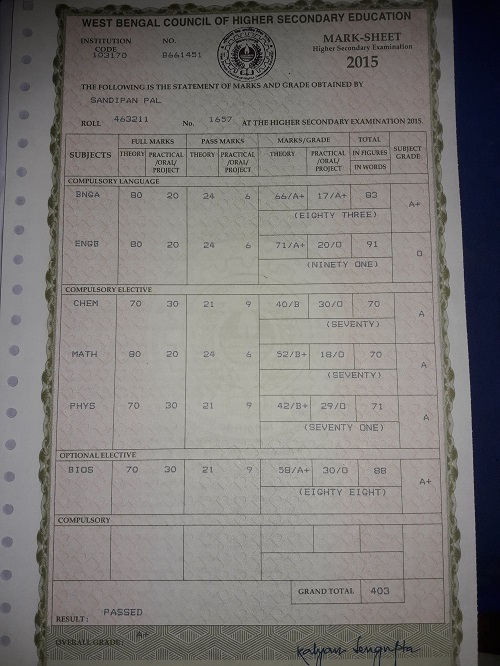 WEST BENGAL COUNCIL OF HIGHER SECONDARY EDUCATION
INSTITUTION CODE 103170 NO. B661451 MARK-SHEET
Higher Secondary Examination
2015
THE FOLLOWING IS THE STATEMENT OF MARKS AND GRADE OBTAINED BY
SANDIPAN PAL
ROLL 463211 No. 1657 AT THE HIGHER SECONDARY EXAMINATION 2015.
SUBJECTS FULL MARKS PASS MARKS MARKS/GRADE TOTAL SUBJECT GRADE
THEORY PRACTICAL /ORAL/ PROJECT THEORY PRACTICAL /ORAL/ PROJECT THEORY PRACTICAL /ORAL/ PROJECT IN FIGURES IN WORDS
COMPULSORY LANGUAGE
BNGA 80 20 24 6 66/A+ 17/A+ 83 A+
(EIGHTY THREE)
ENGB 80 20 24 6 71/A+ 20/O 91 O
(NINETY ONE)
COMPULSORY ELECTIVE
CHEM 70 30 21 9 40/B 30/O 70 A
(SEVENTY)
MATH 80 20 24 6 52/B+ 18/O 70 A
(SEVENTY)
PHYS 70 30 21 9 42/B+ 29/O 71 A
(SEVENTY ONE)
OPTIONAL ELECTIVE
BIOS 70 30 21 9 58/A+ 30/O 88 A+
(EIGHTY EIGHT)
COMPULSORY
GRAND TOTAL 403
RESULT : PASSED
OVERALL GRADE : A+
Kalyan Sengupta